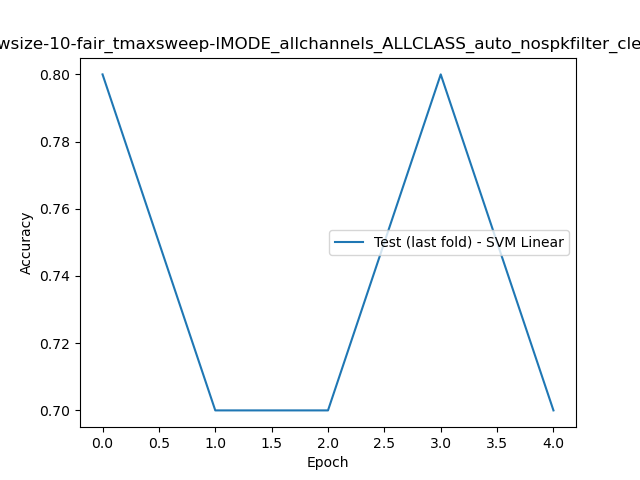 wsize-10-fair_tmaxsweep-IMODE_allchannels_ALLCLASS_auto_nospkfilter_cle
0.80
0.78
0.76
0.74
0.72
0.70
Accuracy
Test (last fold) - SVM Linear
0.0 0.5 1.0 1.5 2.0 2.5 3.0 3.5 4.0
Epoch